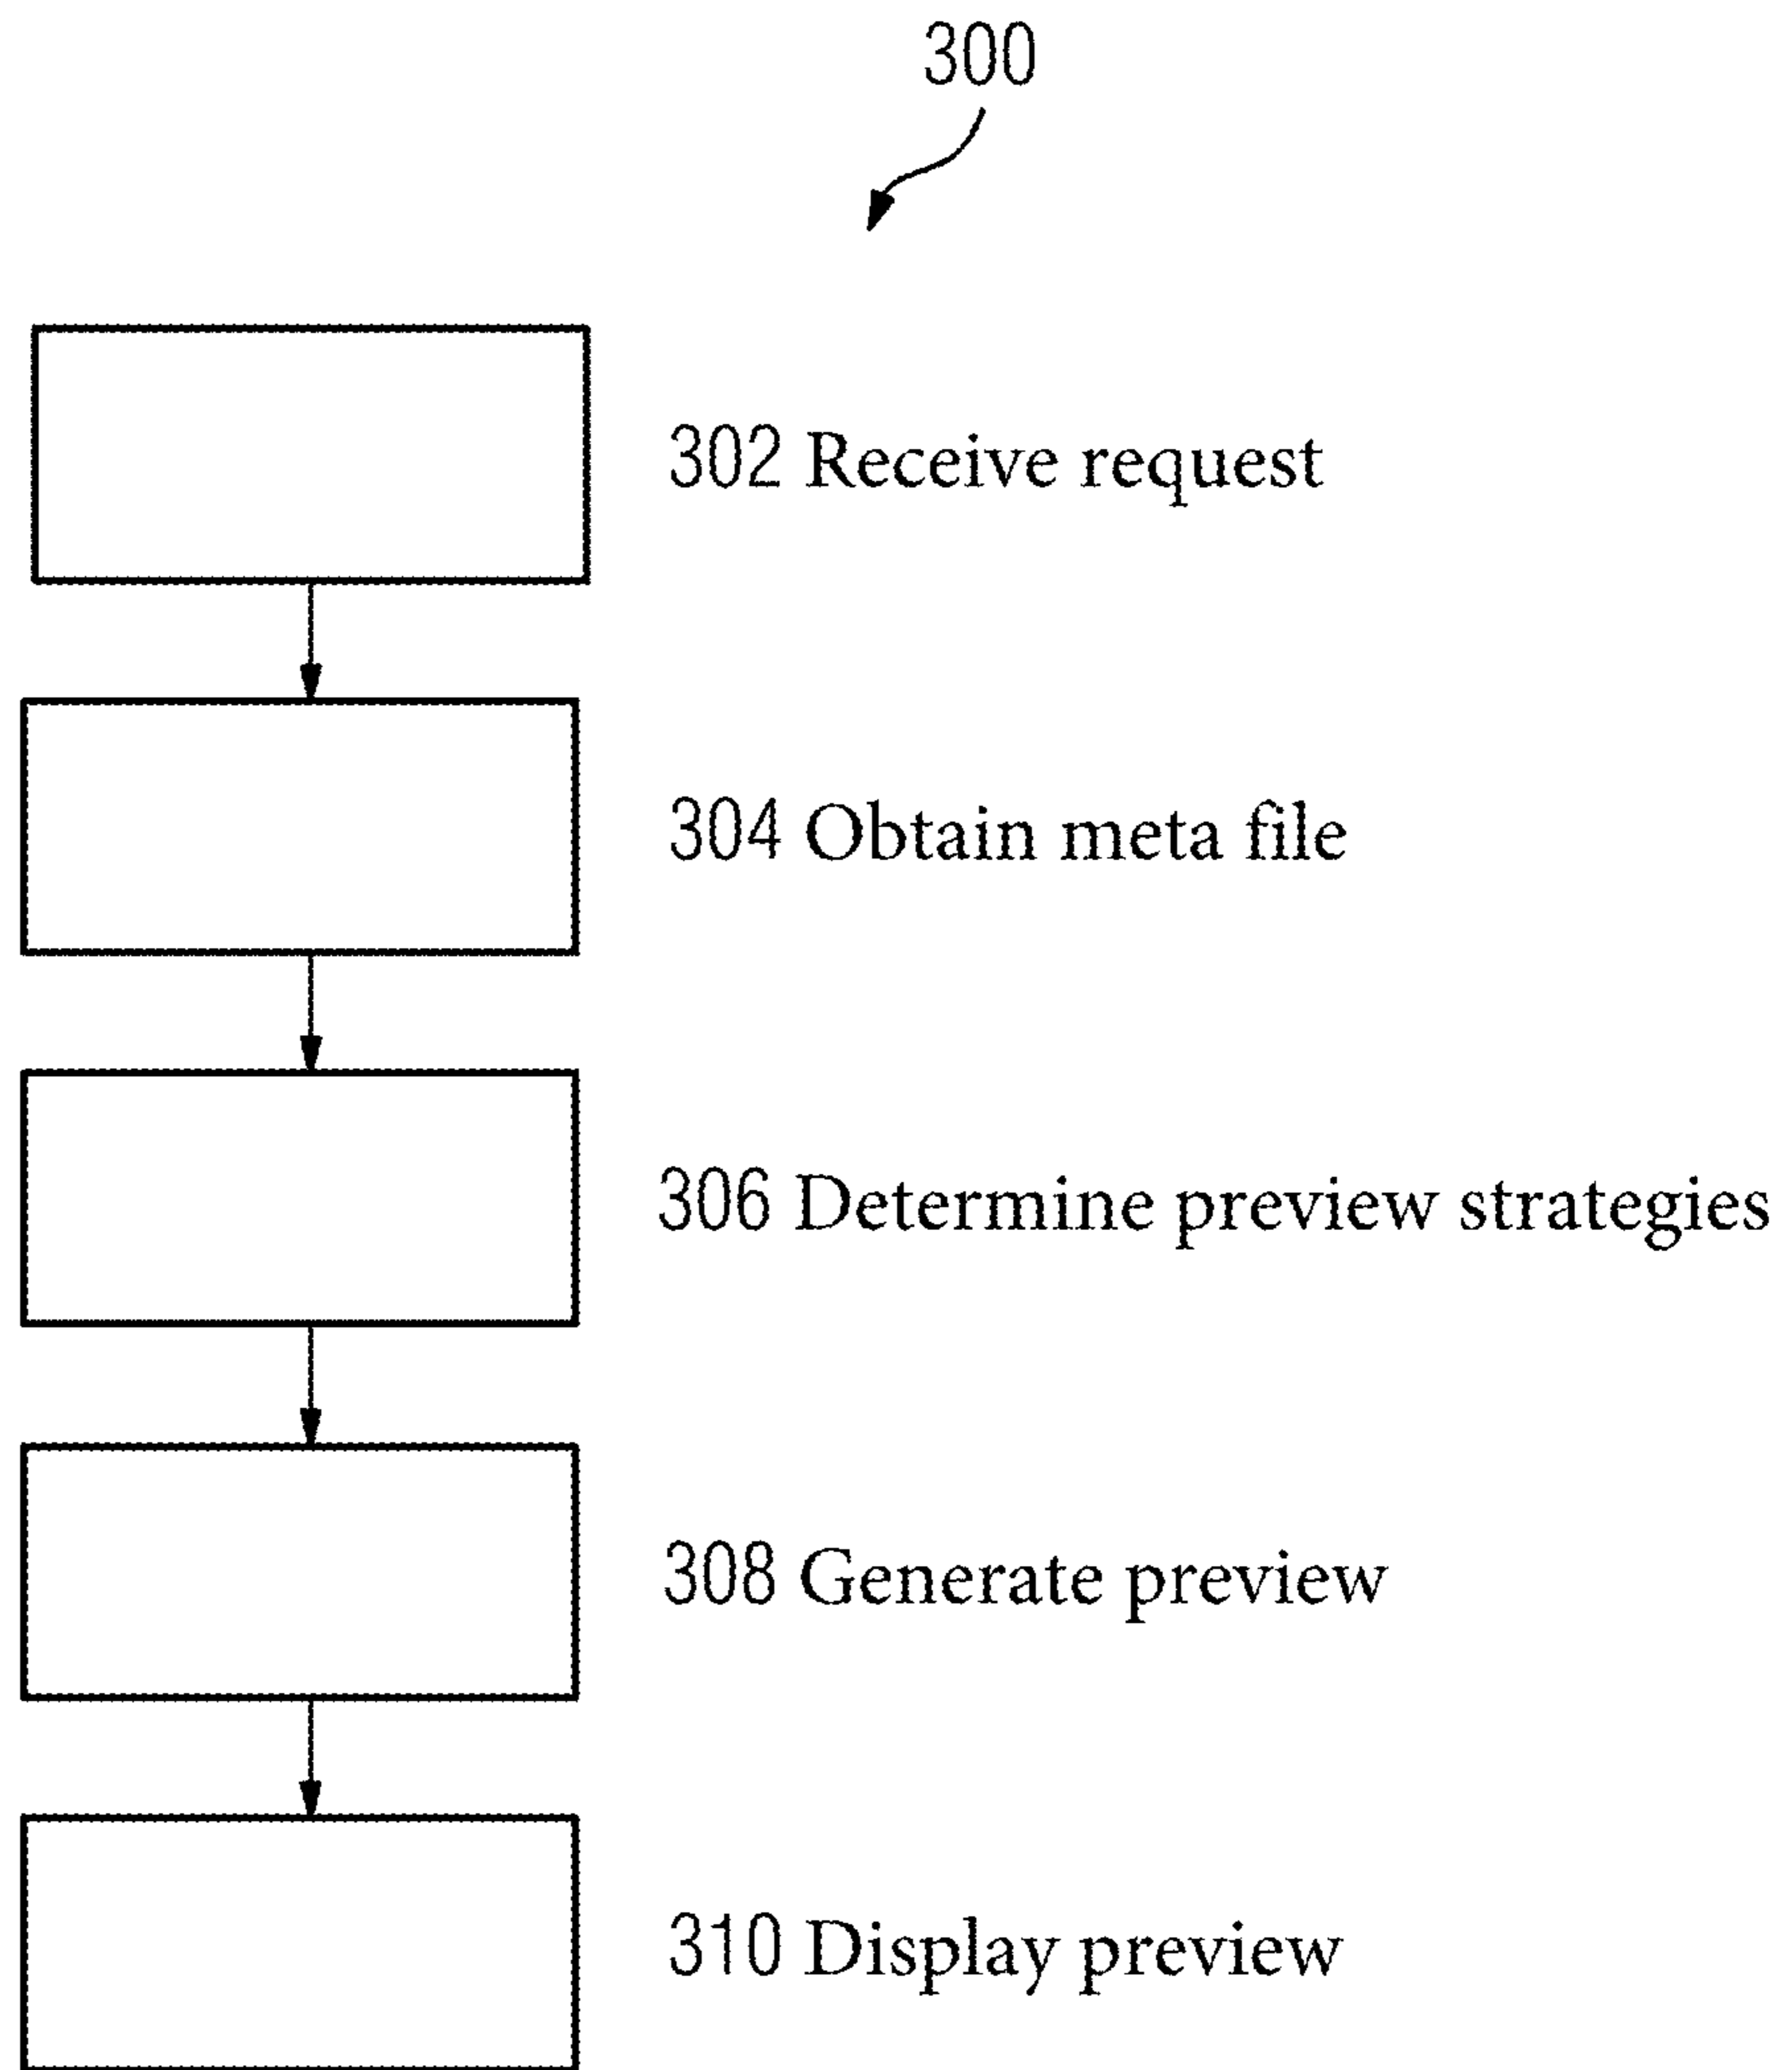 300
302 Receive request
304 Obtain meta file
306 Determine preview strategies
308 Generate preview
310 Display preview